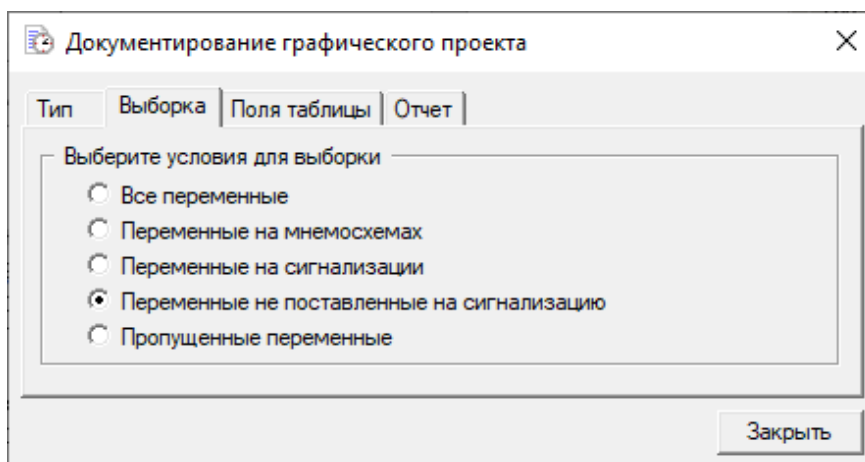 Документирование графического проекта
Тип Выборка Поля таблицы Отчет
Выберите условия для выборки
Все переменные
Переменные на мнемосхемах
Переменные на сигнализации
Переменные не поставленные на сигнализацию
Пропущенные переменные
Закрыть